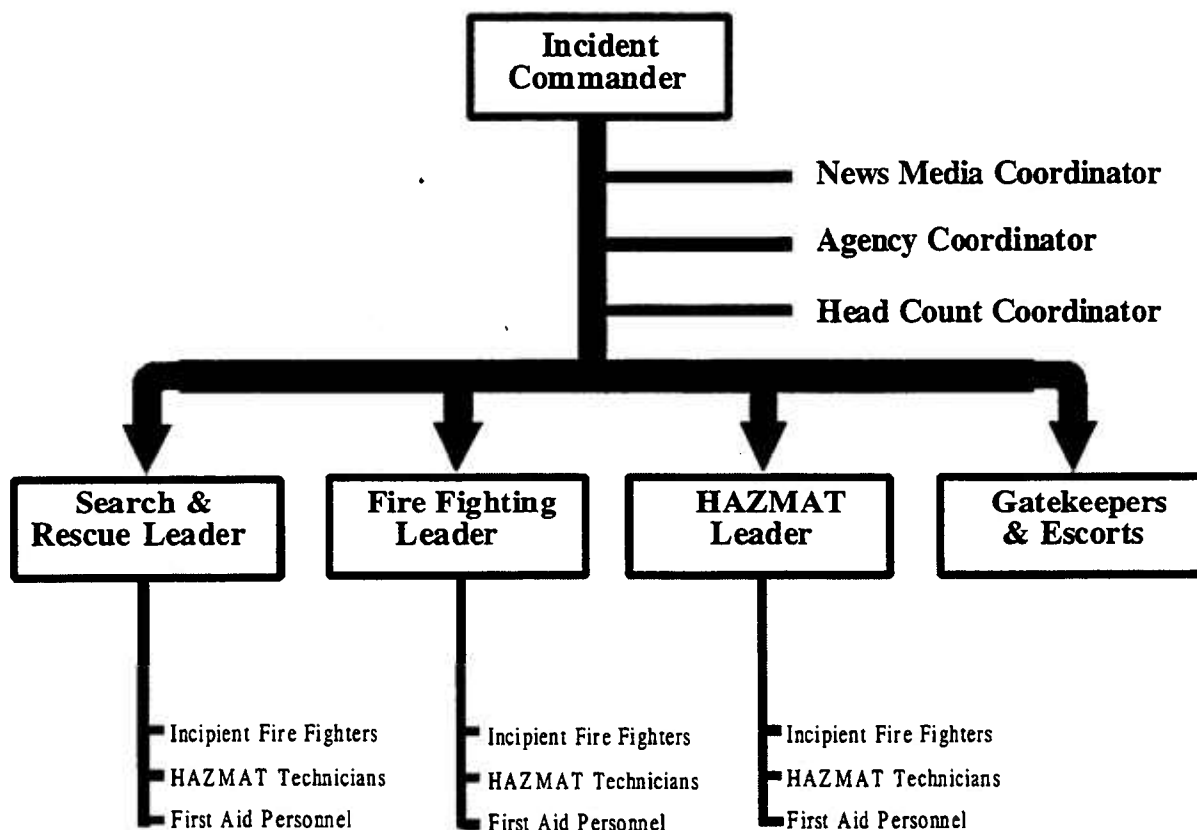 Incident
Commander
News Media Coordinator
Agency Coordinator
Head Count Coordinator
Search &
Rescue Leader
Fire Fighting
Leader
HAZMAT
Leader
Gatekeepers
& Escorts
Incipient Fire Fighters
HAZMAT Technicians
First Aid Personnel
Incipient Fire Fighters
HAZMAT Technicians
First Aid Personnel
Incipient Fire Fighters
HAZMAT Technicians
First Aid Personnel